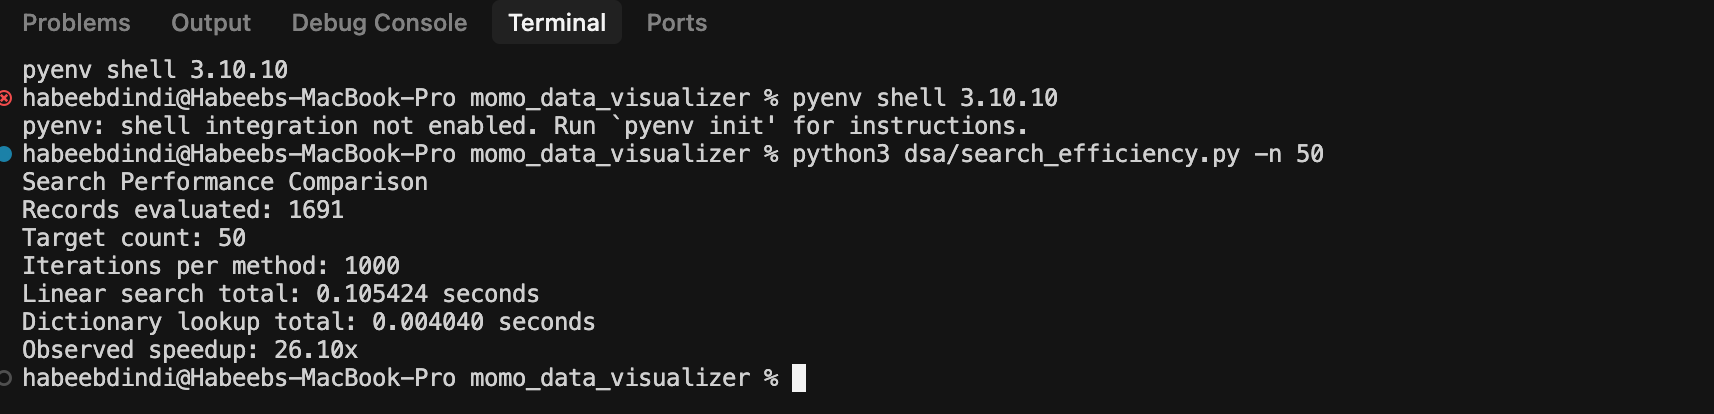 Problems Output Debug Console Terminal Ports
pyenv shell 3.10.10
habeebdindi@Habeebs-MacBook-Pro momo_data_visualizer % pyenv shell 3.10.10
pyenv: shell integration not enabled. Run `pyenv init' for instructions.
habeebdindi@Habeebs-MacBook-Pro momo_data_visualizer % python3 dsa/search_efficiency.py -n 50
Search Performance Comparison
Records evaluated: 1691
Target count: 50
Iterations per method: 1000
Linear search total: 0.105424 seconds
Dictionary lookup total: 0.004040 seconds
Observed speedup: 26.10x
habeebdindi@Habeebs-MacBook-Pro momo_data_visualizer %